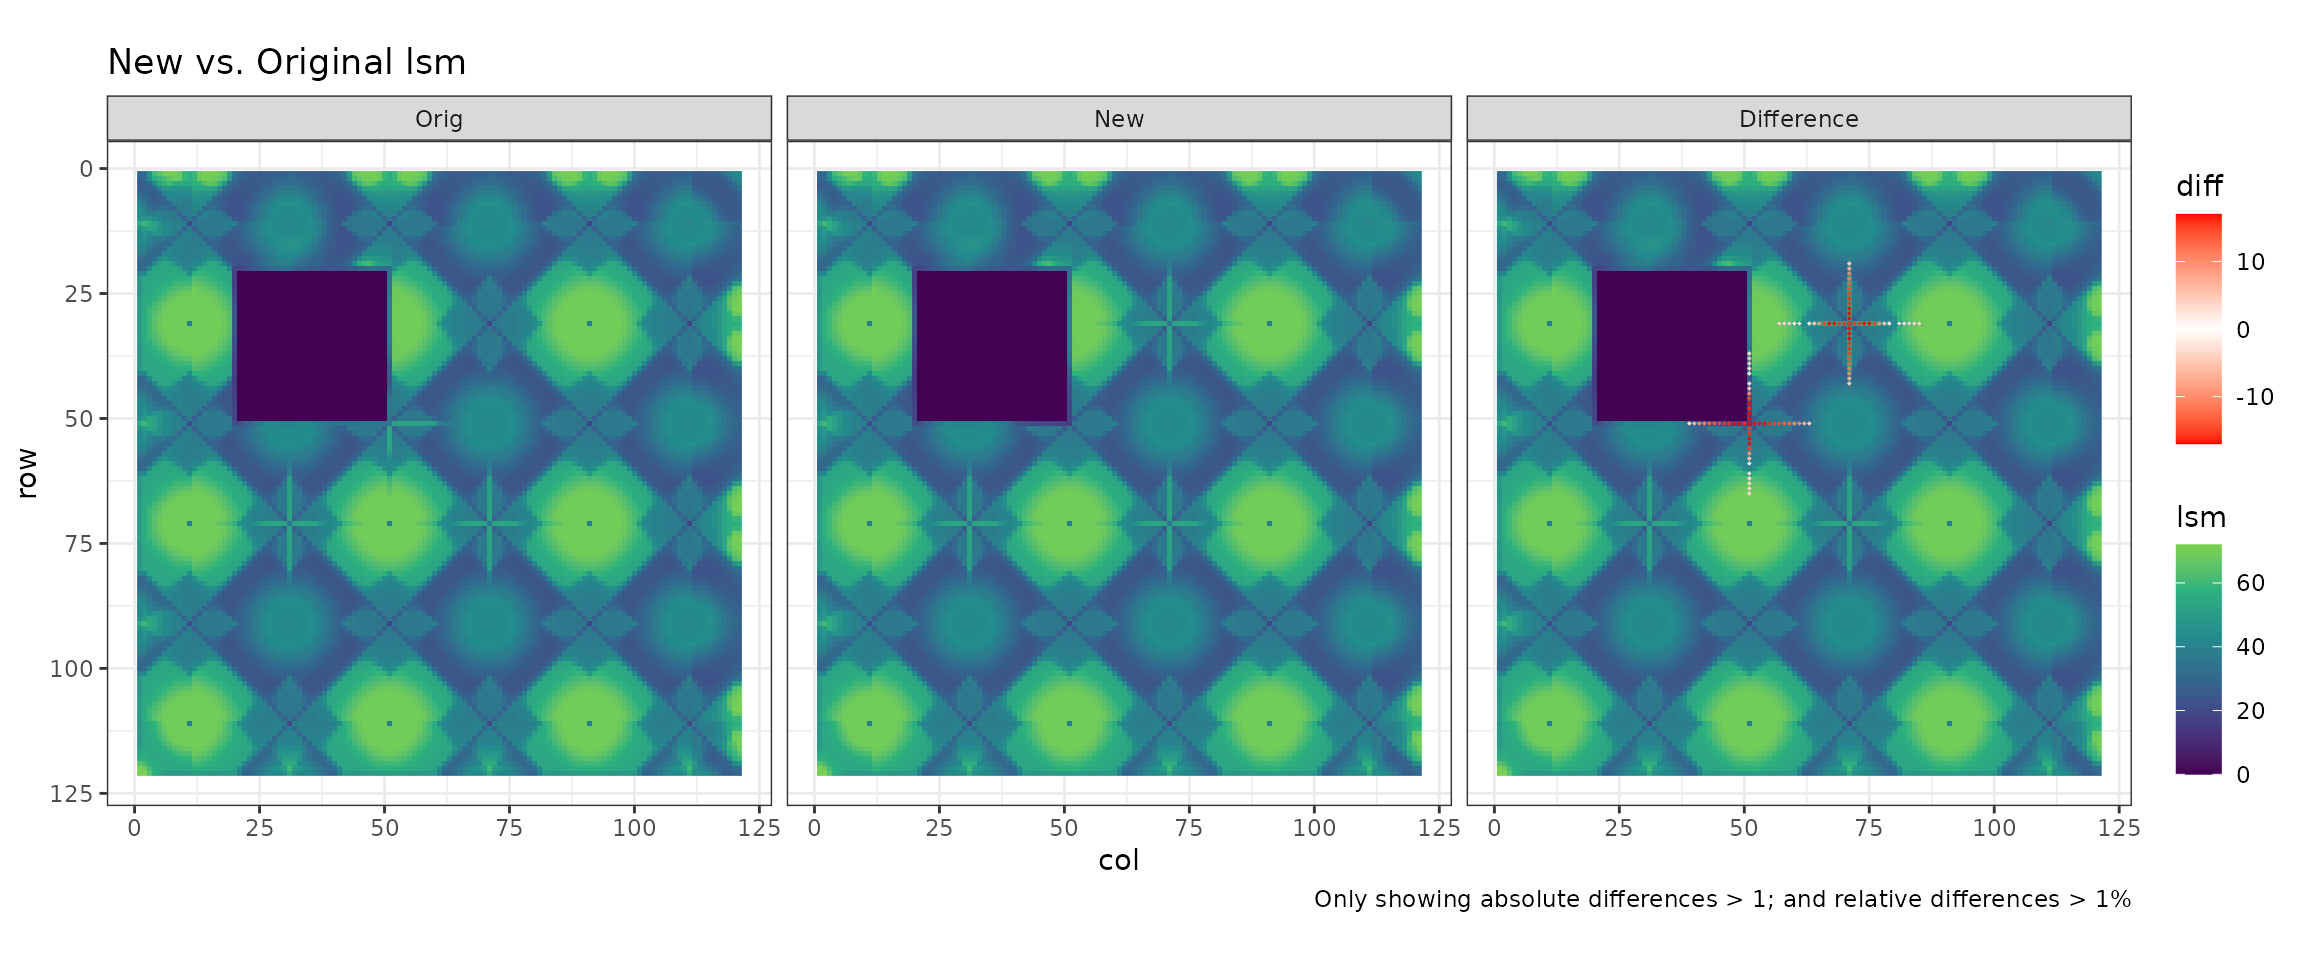 New vs. Original lsm
Orig New Difference
row
0
25
50
75
100
125
0 25 50 75 100 125 0 25 50 75 100 125 0 25 50 75 100 125
col
diff
10
0
-10
lsm
60
40
20
0
Only showing absolute differences > 1; and relative differences > 1%